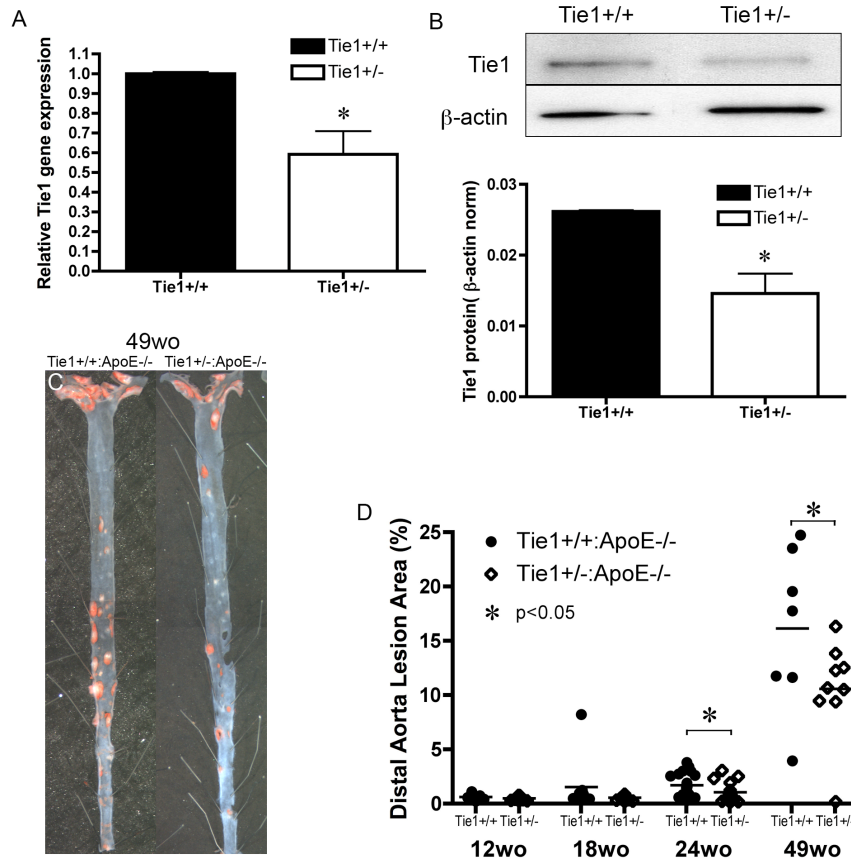 A
Relative Tie1 gene expression
1.1
1.0
0.9
0.8
0.7
0.6
0.5
0.4
0.3
0.2
0.1
0.0
Tie1+/+
Tie1+/-
*
Tie1+/+
Tie1+/-
B
Tie1+/+ Tie1+/-
Tie1
β-actin
Tie1 protein( β-actin norm)
0.03
0.02
0.01
0.00
Tie1+/+
Tie1+/-
*
Tie1+/+
Tie1+/-
49wo
Tie1+/+:ApoE-/- Tie1+/-:ApoE-/-
C
D
Distal Aorta Lesion Area (%)
25
20
15
10
5
0
Tie1+/+:ApoE-/-
Tie1+/-:ApoE-/-
* p<0.05
*
*
Tie1+/+ Tie1+/- Tie1+/+ Tie1+/- Tie1+/+ Tie1+/- Tie1+/+ Tie1+/
12wo 18wo 24wo 49wo